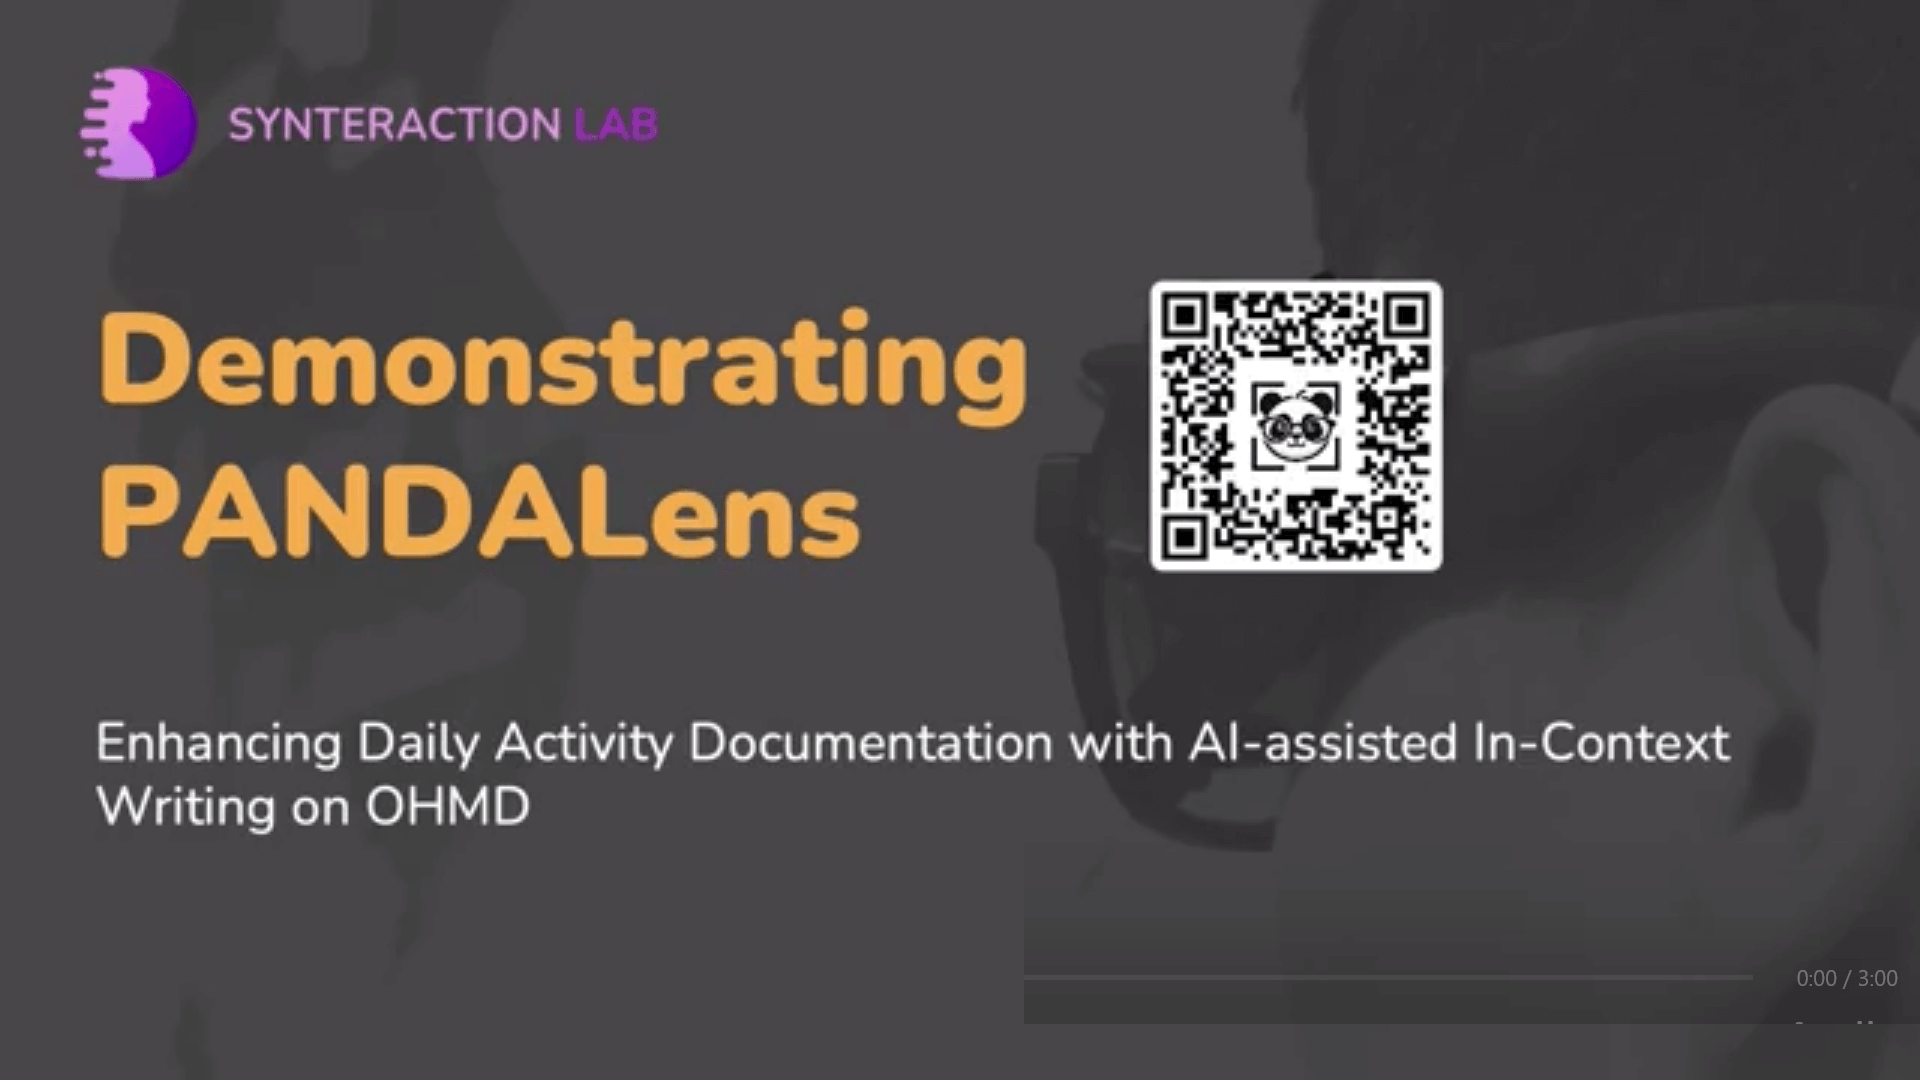 SYNTERACTION LAB
Demonstrating
PANDALens
Enhancing Daily Activity Documentation with AI-assisted In-Context
Writing on OHMD
0:00 / 3:00